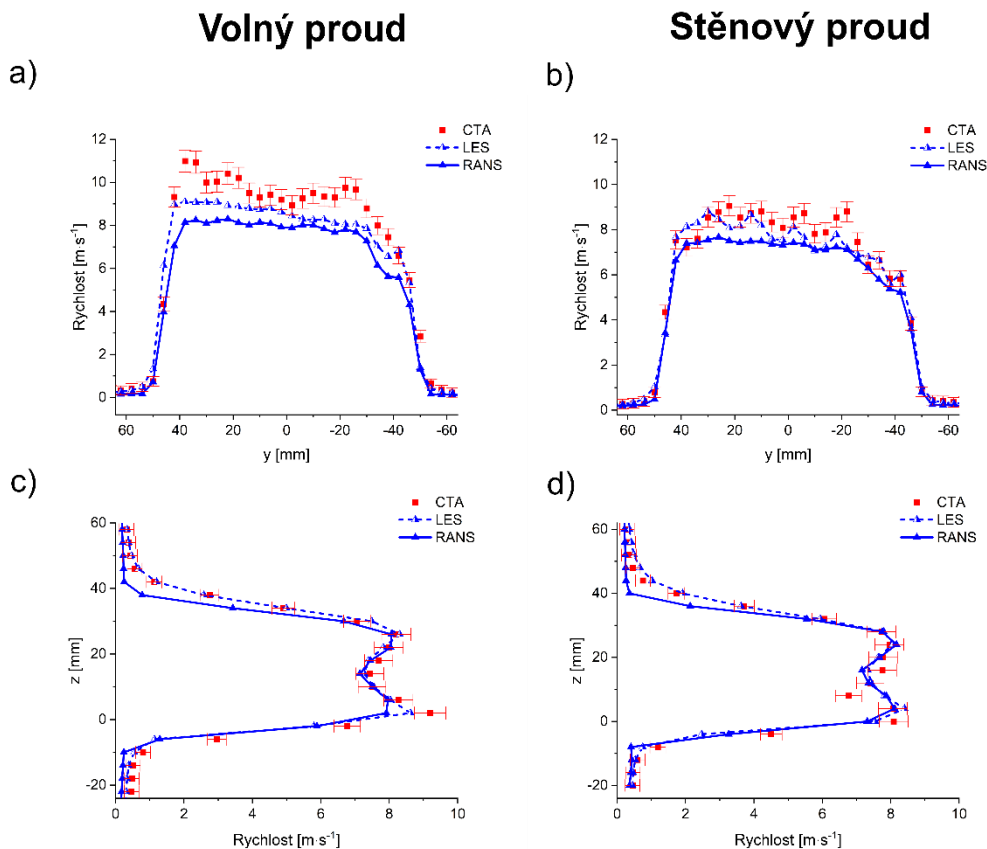 Volný proud
Stěnový proud
a)
CTA
LES
RANS
12
10
8
6
4
2
0
Rychlost [m·s⁻¹]
60 40 20 0 -20 -40 -60
y [mm]
b)
CTA
LES
RANS
12
10
8
6
4
2
0
Rychlost [m·s⁻¹]
60 40 20 0 -20 -40 -60
y [mm]
c)
CTA
LES
RANS
60
40
20
0
-20
z [mm]
0 2 4 6 8 10
Rychlost [m·s⁻¹]
d)
CTA
LES
RANS
60
40
20
0
-20
z [mm]
0 2 4 6 8 10
Rychlost [m·s⁻¹]